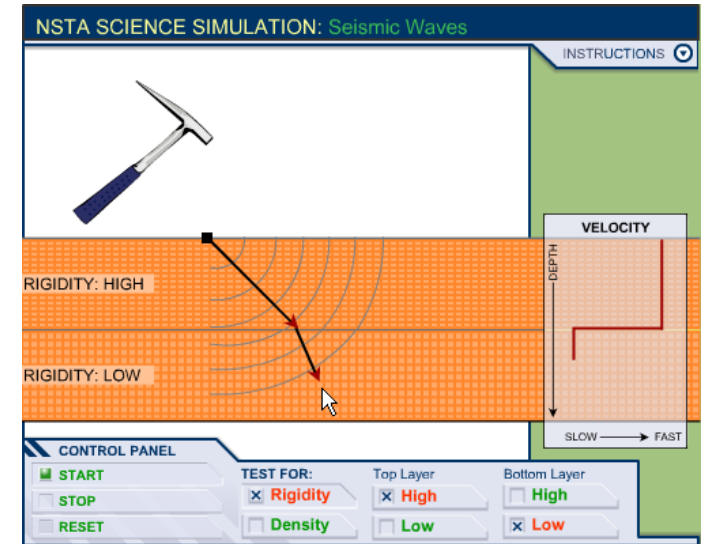 NSTA SCIENCE SIMULATION: Seismic Waves
INSTRUCTIONS
VELOCITY
DEPTH
RIGIDITY: HIGH
RIGIDITY: LOW
SLOW FAST
CONTROL PANEL
START
STOP
RESET
TEST FOR: Top Layer Bottom Layer
Rigidity High High
Density Low Low